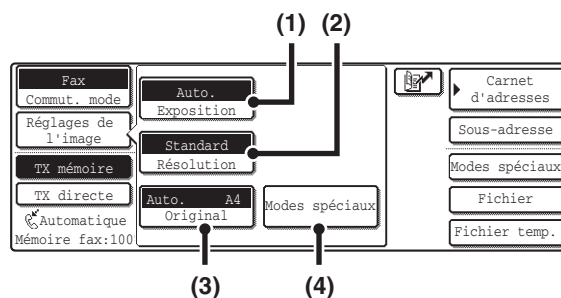 (1) (2)
Fax
Commut. mode
Réglages de
l'image
TX mémoire
TX directe
Automatique
Mémoire fax:100
Auto.
Exposition
Standard
Résolution
Auto. A4
Original
Modes spéciaux
Carnet
d'adresses
Sous-adresse
Modes spéciaux
Fichier
Fichier temp.
(3) (4)